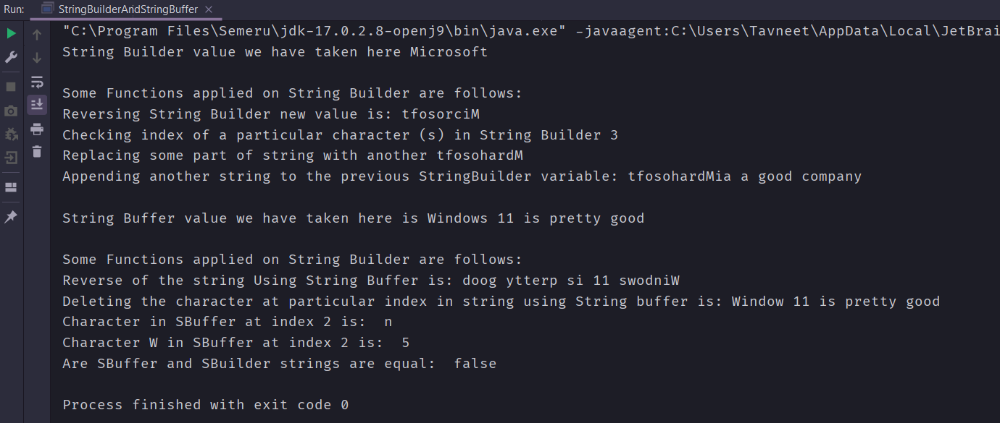 Run: StringBuilderAndStringBuffer ×
"C:\Program Files\Semeru\jdk-17.0.2.8-openj9\bin\java.exe" -javaagent:C:\Users\Tavneet\AppData\Local\JetBrai
String Builder value we have taken here Microsoft
Some Functions applied on String Builder are follows:
Reversing String Builder new value is: tfosorciM
Checking index of a particular character (s) in String Builder 3
Replacing some part of string with another tfosohardM
Appending another string to the previous StringBuilder variable: tfosohardMia a good company
String Buffer value we have taken here is Windows 11 is pretty good
Some Functions applied on String Builder are follows:
Reverse of the string Using String Buffer is: doog ytterp si 11 swodniW
Deleting the character at particular index in string using String buffer is: Window 11 is pretty good
Character in SBuffer at index 2 is:  n
Character W in SBuffer at index 2 is:  5
Are SBuffer and SBuilder strings are equal:  false
Process finished with exit code 0